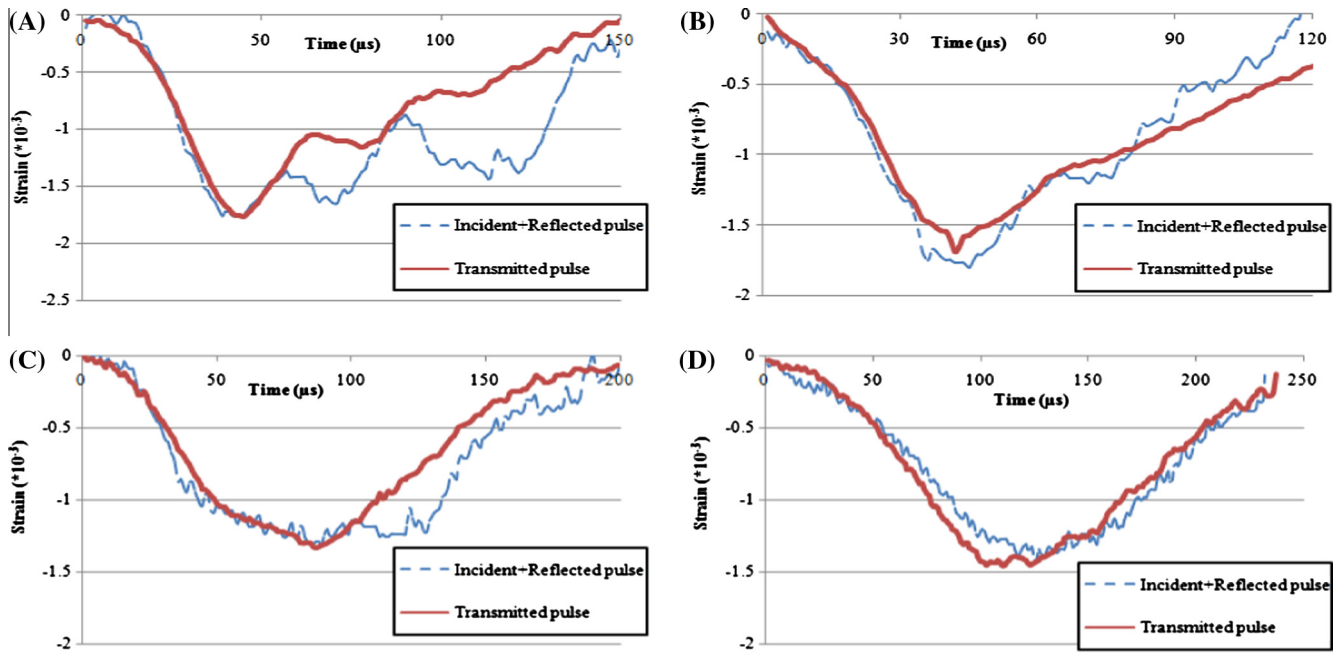 (A)
0
0
50
100
150
Time (µs)
-0.5
-1
-1.5
-2
-2.5
Strain (*10-3)
Incident+Reflected pulse
Transmitted pulse
(B)
0
0
30
60
90
120
Time (µs)
-0.5
-1
-1.5
-2
Strain (*10-3)
Incident+Reflected pulse
Transmitted pulse
(C)
0
0
50
100
150
200
Time (µs)
-0.5
-1
-1.5
-2
Strain (*10-3)
Incident+Reflected pulse
Transmitted pulse
(D)
0
0
50
100
150
200
250
Time (µs)
-0.5
-1
-1.5
-2
Strain (*10-3)
Incident+Reflected pulse
Transmitted pulse